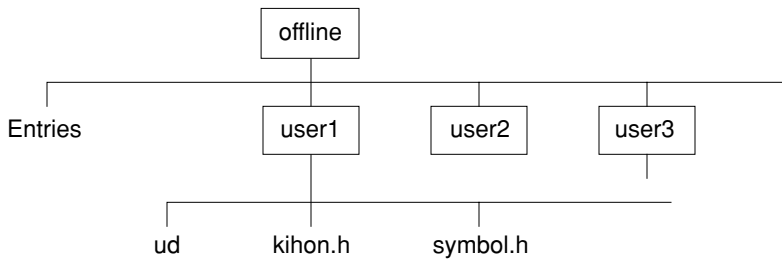 offline
Entries
user1
user2
user3
ud
kihon.h
symbol.h